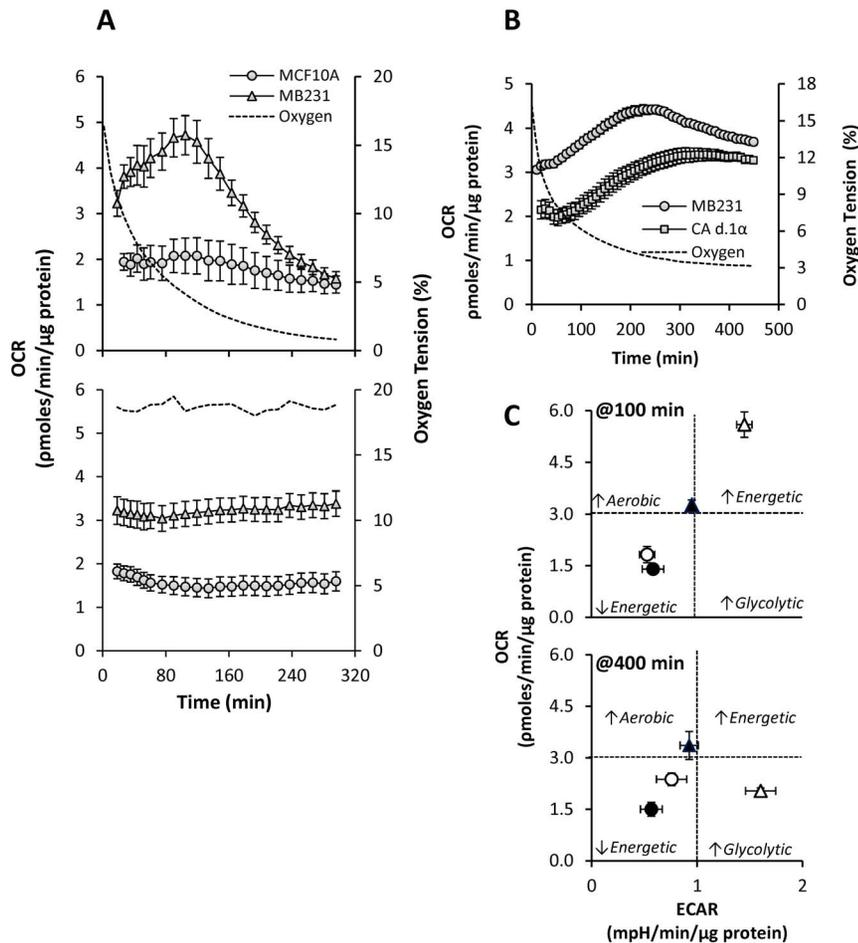 A
MCF10A
MB231
Oxygen
6
5
4
3
2
1
0
20
15
10
5
0
OCR
(ρmoles/min/µg protein)
Oxygen Tension (%)
6
5
4
3
2
1
0
20
15
10
5
0
0
80
160
240
320
Time (min)
B
5
4
3
2
1
0
18
15
12
9
6
3
0
OCR
ρmoles/min/µg protein)
Oxygen Tension (%)
MB231
CA d.1α
Oxygen
0
100
200
300
400
500
Time (min)
C
@100 min
6.0
4.5
3.0
1.5
0.0
↑Aerobic
↑Energetic
↓Energetic
↑Glycolytic
OCR
(ρmoles/min/µg protein)
@400 min
6.0
4.5
3.0
1.5
0.0
↑Aerobic
↑Energetic
↓Energetic
↑Glycolytic
0
1
2
ECAR
(mpH/min/µg protein)